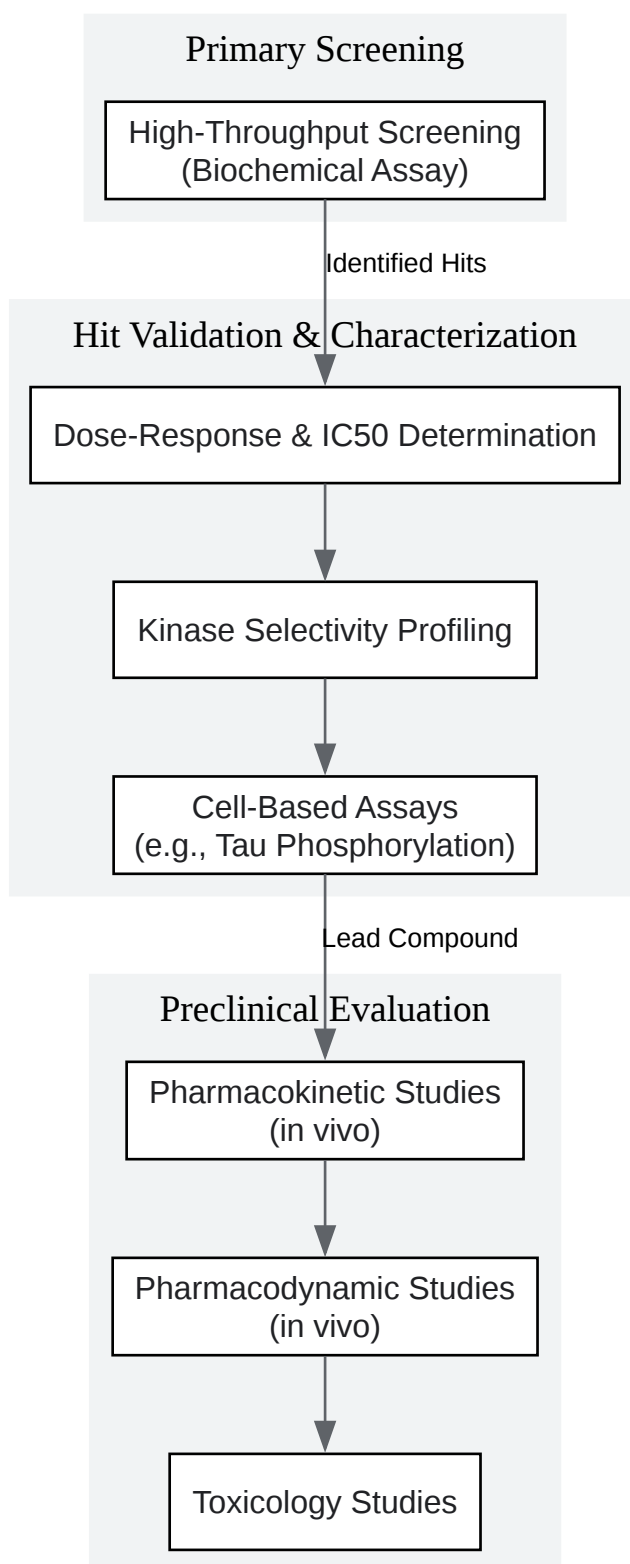 Primary Screening
High-Throughput Screening
(Biochemical Assay)
Identified Hits
Hit Validation & Characterization
Dose-Response & IC50 Determination
Kinase Selectivity Profiling
Cell-Based Assays
(e.g., Tau Phosphorylation)
Lead Compound
Preclinical Evaluation
Pharmacokinetic Studies
(in vivo)
Pharmacodynamic Studies
(in vivo)
Toxicology Studies